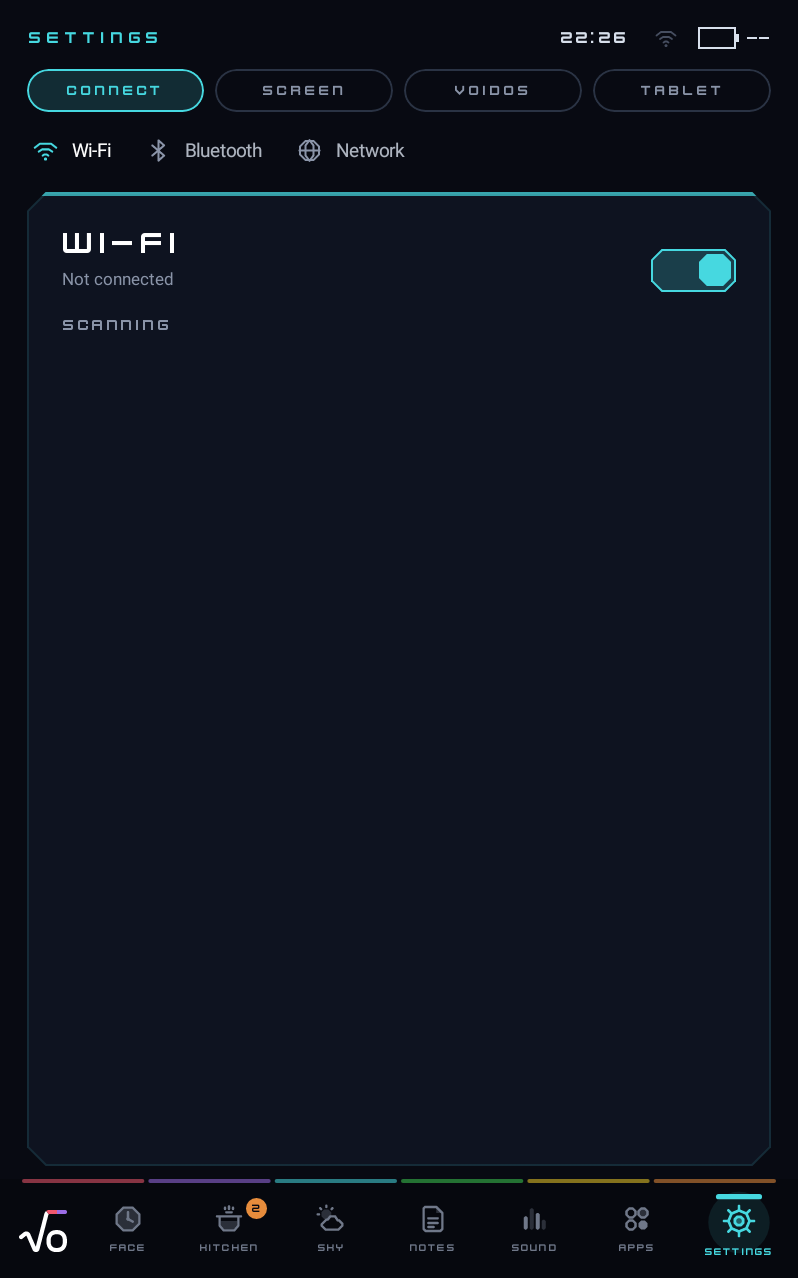 SETTINGS
22:26
--
CONNECT
SCREEN
VOIDOS
TABLET
Wi-Fi
Bluetooth
Network
WI-FI
Not connected
SCANNING
2
FACE
KITCHEN
SKY
NOTES
SOUND
APPS
SETTINGS